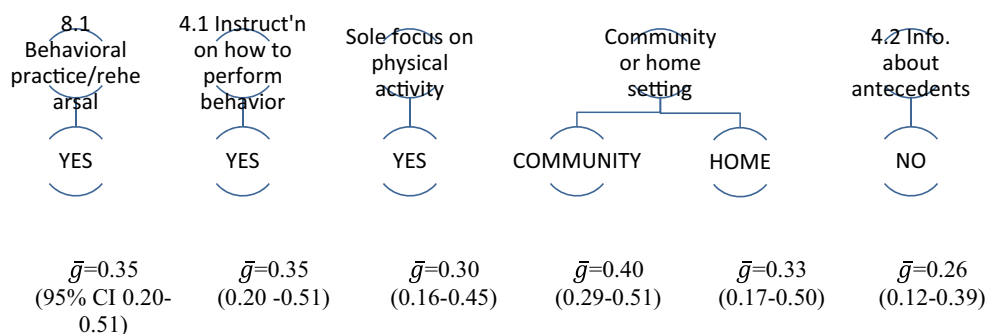 8.1
Behavioral
practice/rehe
arsal
4.1 Instruct'n
on how to
perform
behavior
Sole focus on
physical
activity
Community
or home
setting
4.2 Info.
about
antecedents
YES
YES
YES
COMMUNITY
HOME
NO
g̅=0.35
(95% CI 0.20-
0.51)
g̅=0.35
(0.20 -0.51)
g̅=0.30
(0.16-0.45)
g̅=0.40
(0.29-0.51)
g̅=0.33
(0.17-0.50)
g̅=0.26
(0.12-0.39)